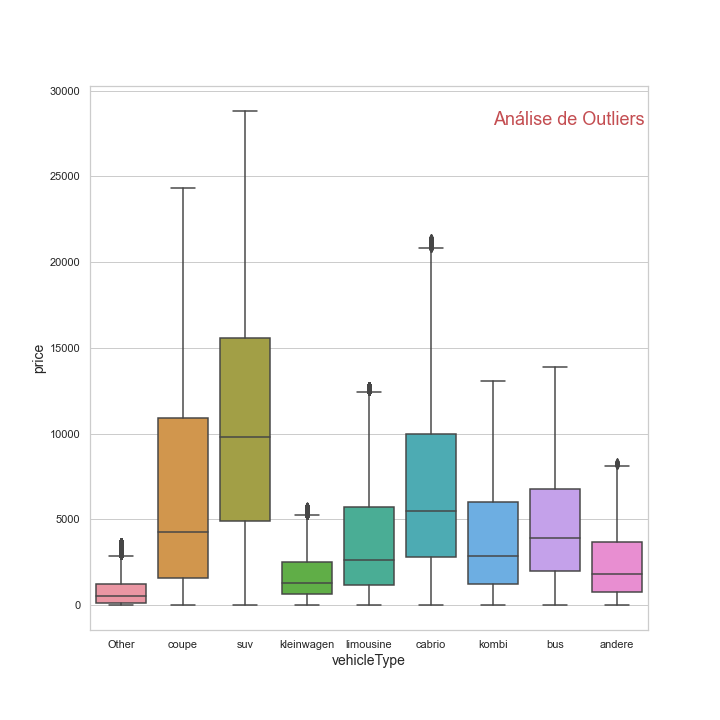 30000
Análise de Outliers
25000
20000
15000
10000
5000
0
price
Other coupe suv kleinwagen limousine cabrio kombi bus andere
vehicleType